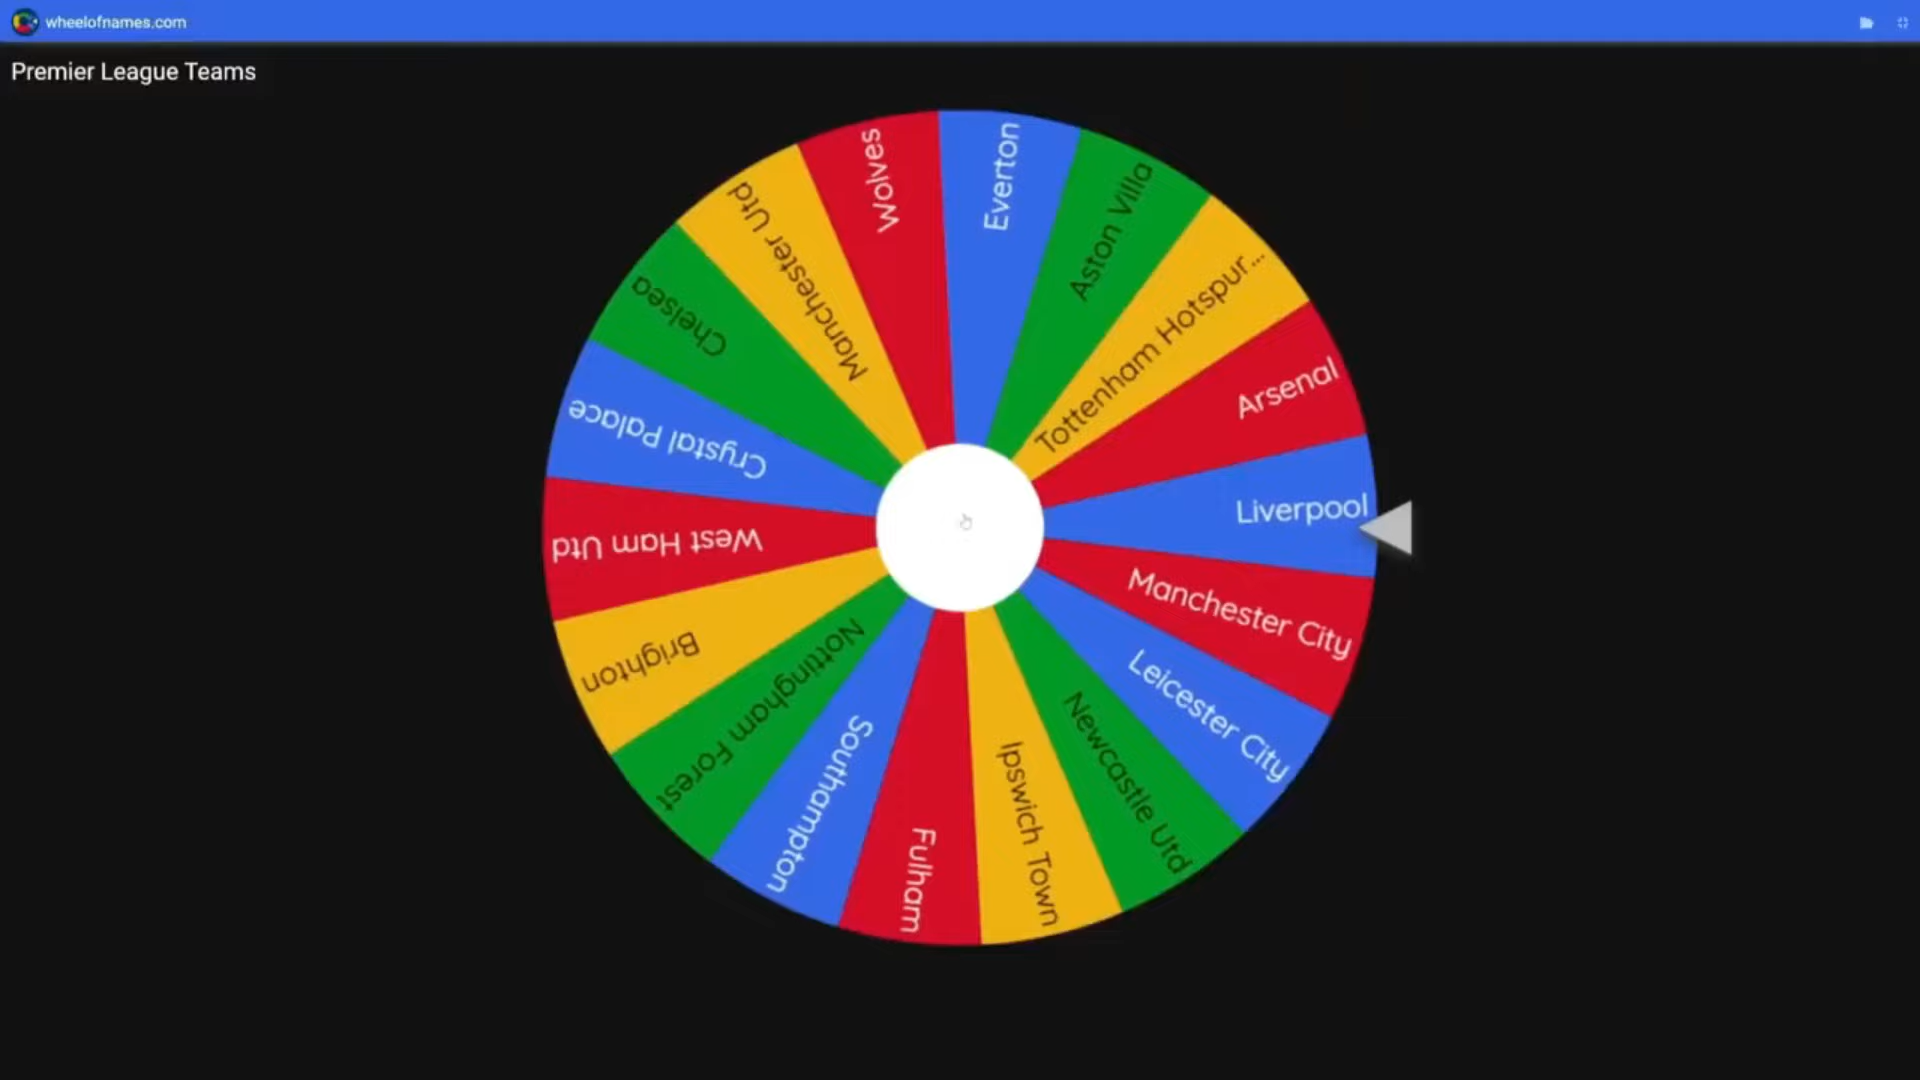 wheelofnames.com
Premier League Teams
Everton
Aston Villa
Tottenham Hotspur...
Arsenal
Liverpool
Manchester City
Leicester City
Newcastle Utd
Ipswich Town
Fulham
Southampton
Nottingham Forest
Brighton
West Ham Utd
Crystal Palace
Chelsea
Manchester Utd
Wolves